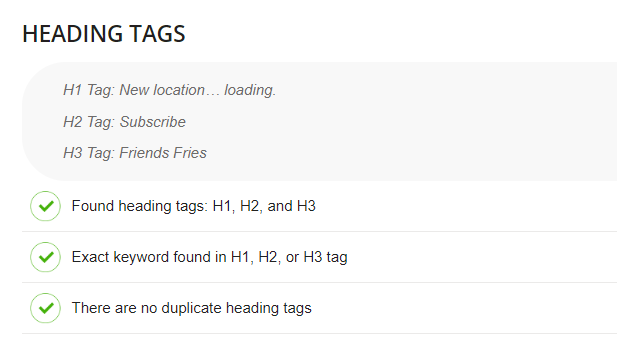 HEADING TAGS
H1 Tag: New location… loading.
H2 Tag: Subscribe
H3 Tag: Friends Fries
Found heading tags: H1, H2, and H3
Exact keyword found in H1, H2, or H3 tag
There are no duplicate heading tags